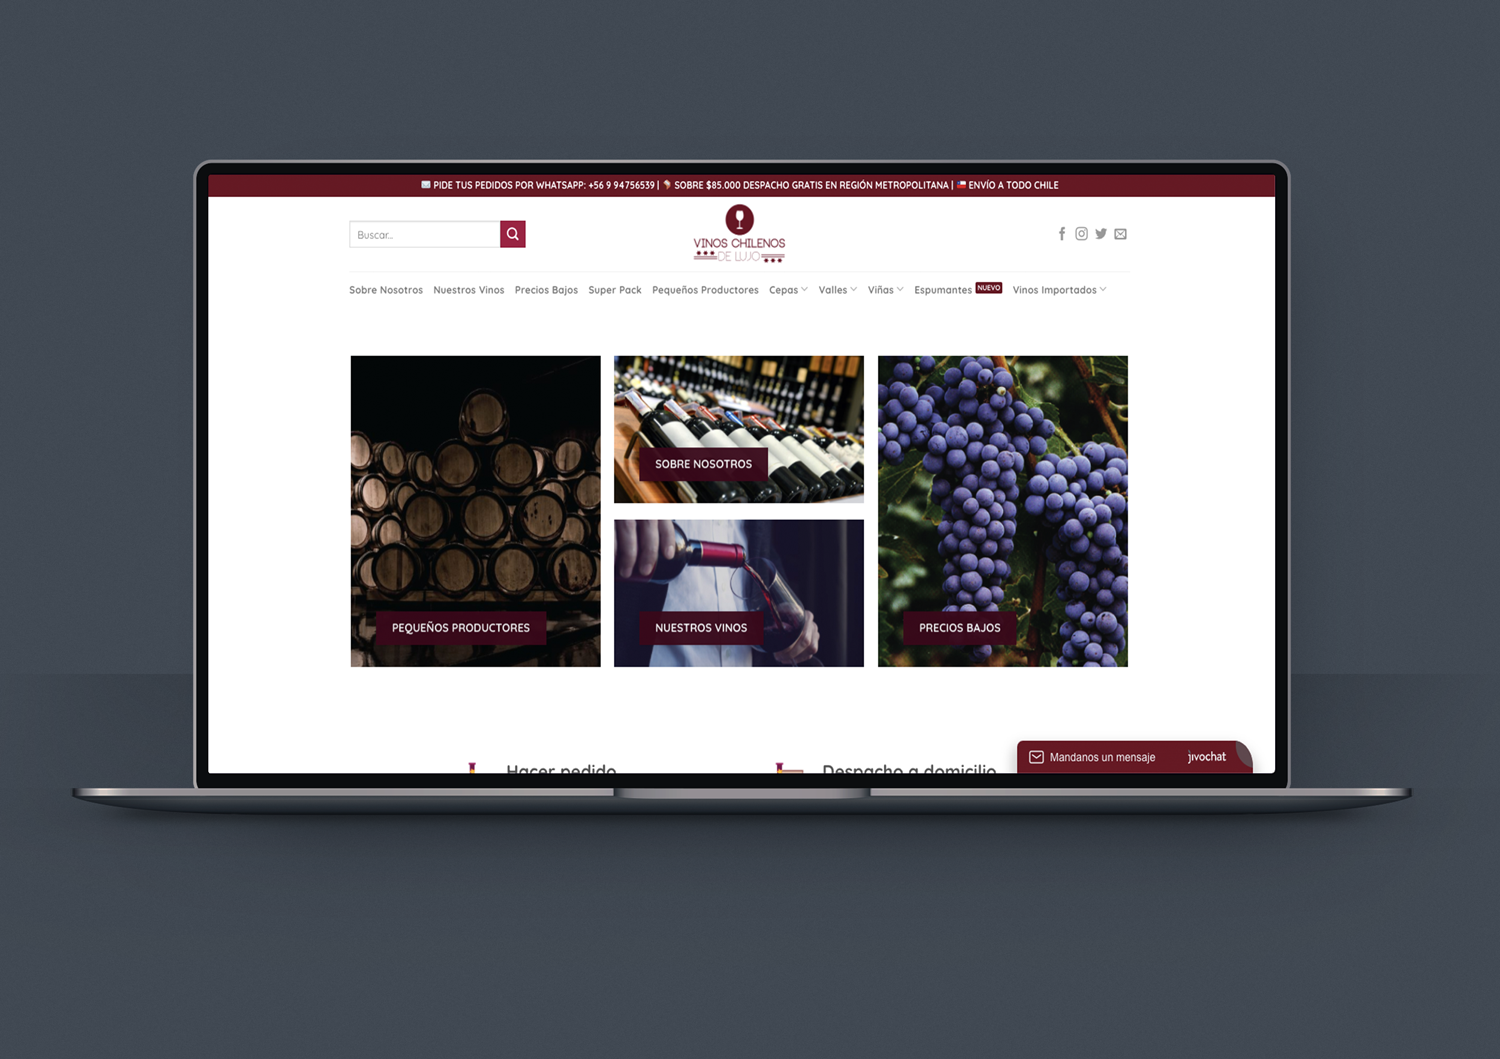 PIDE TUS PEDIDOS POR WHATSAPP: +56 9 94756539 | SOBRE $85.000 DESPACHO GRATIS EN REGIÓN METROPOLITANA | ENVÍO A TODO CHILE
Buscar...
VINOS CHILENOS
DE LUJO
Sobre Nosotros Nuestros Vinos Precios Bajos Super Pack Pequeños Productores Cepas Valles Viñas Espumantes NUEVO Vinos Importados
SOBRE NOSOTROS
PEQUEÑOS PRODUCTORES
NUESTROS VINOS
PRECIOS BAJOS
Mandanos un mensaje jivochat
Hacer pedido
Despacho a domicilio